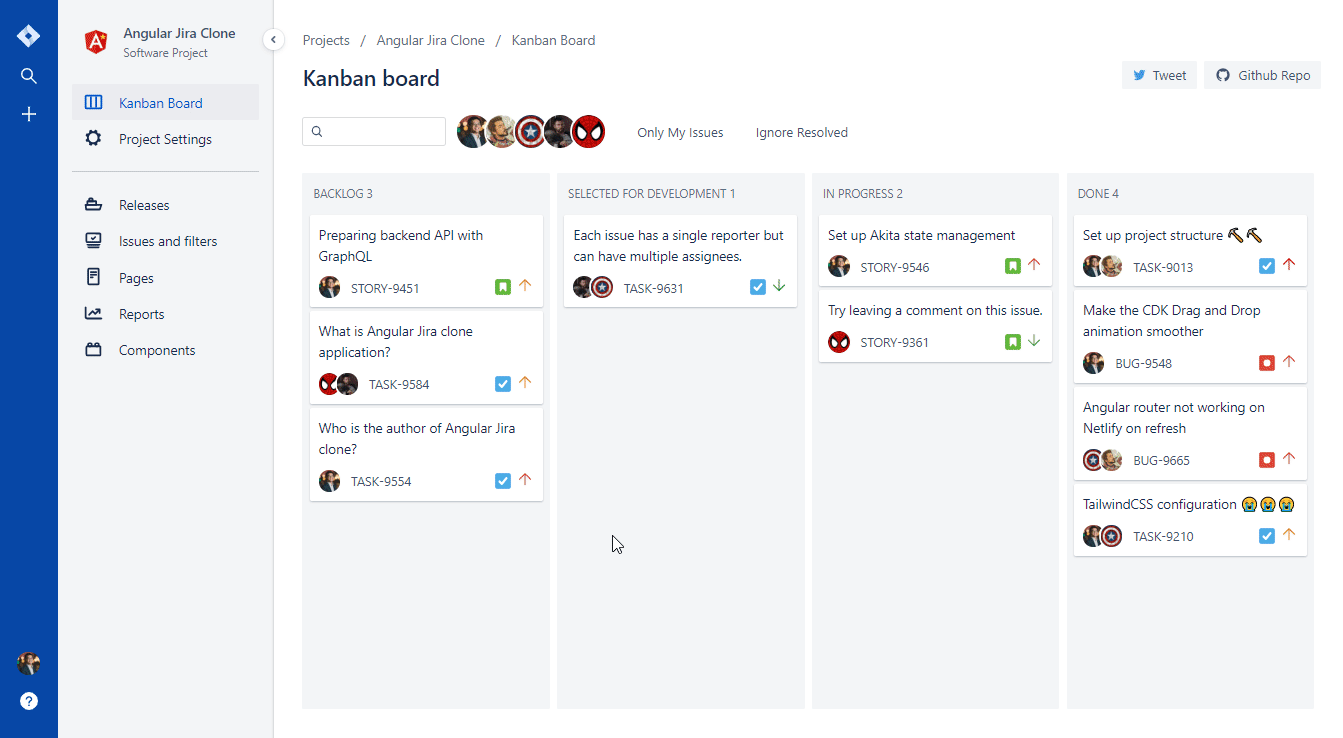 Angular Jira Clone
Software Project
Kanban Board
Project Settings
Releases
Issues and filters
Pages
Reports
Components
Projects / Angular Jira Clone / Kanban Board
Kanban board
Tweet
Github Repo
Only My Issues
Ignore Resolved
BACKLOG 3
Preparing backend API with
GraphQL
STORY-9451
What is Angular Jira clone
application?
TASK-9584
Who is the author of Angular Jira
clone?
TASK-9554
SELECTED FOR DEVELOPMENT 1
Each issue has a single reporter but
can have multiple assignees.
TASK-9631
IN PROGRESS 2
Set up Akita state management
STORY-9546
Try leaving a comment on this issue.
STORY-9361
DONE 4
Set up project structure 🔨🔨
TASK-9013
Make the CDK Drag and Drop
animation smoother
BUG-9548
Angular router not working on
Netlify on refresh
BUG-9665
TailwindCSS configuration 😭😭😭
TASK-9210